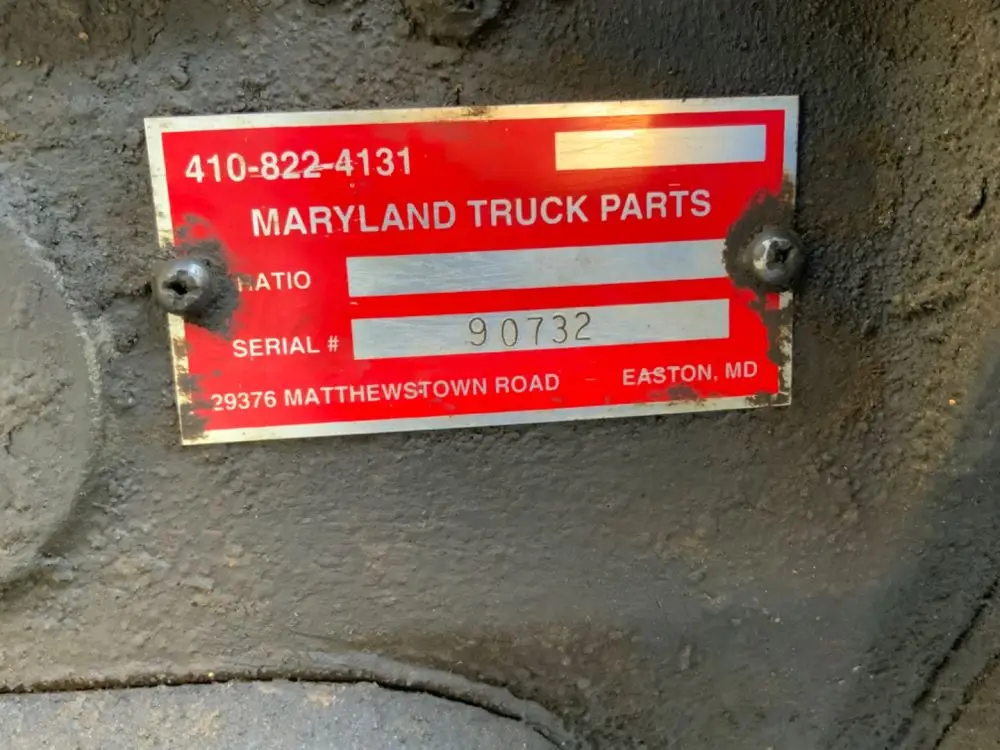 410-822-4131
MARYLAND TRUCK PARTS
RATIO
SERIAL # 90732
29376 MATTHEWSTOWN ROAD EASTON, MD